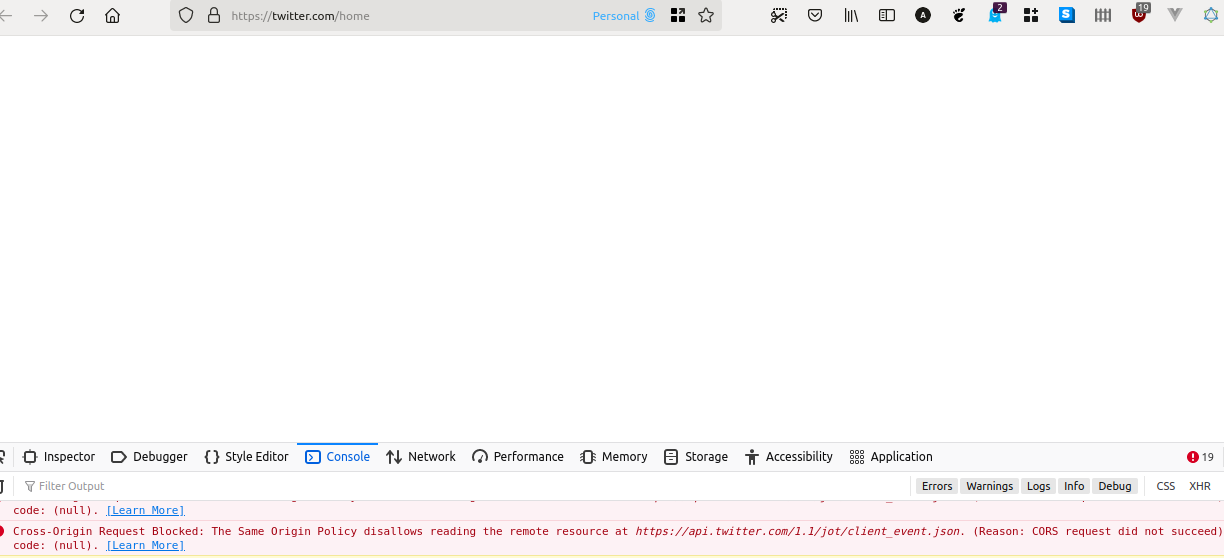 https://twitter.com/home
Personal
A
2
S
19
Inspector
Debugger
Style Editor
Console
Network
Performance
Memory
Storage
Accessibility
Application
19
Filter Output
Errors
Warnings
Logs
Info
Debug
CSS
XHR
code: (null). [Learn More]
Cross-Origin Request Blocked: The Same Origin Policy disallows reading the remote resource at https://api.twitter.com/1.1/jot/client_event.json. (Reason: CORS request did not succeed)
code: (null). [Learn More]